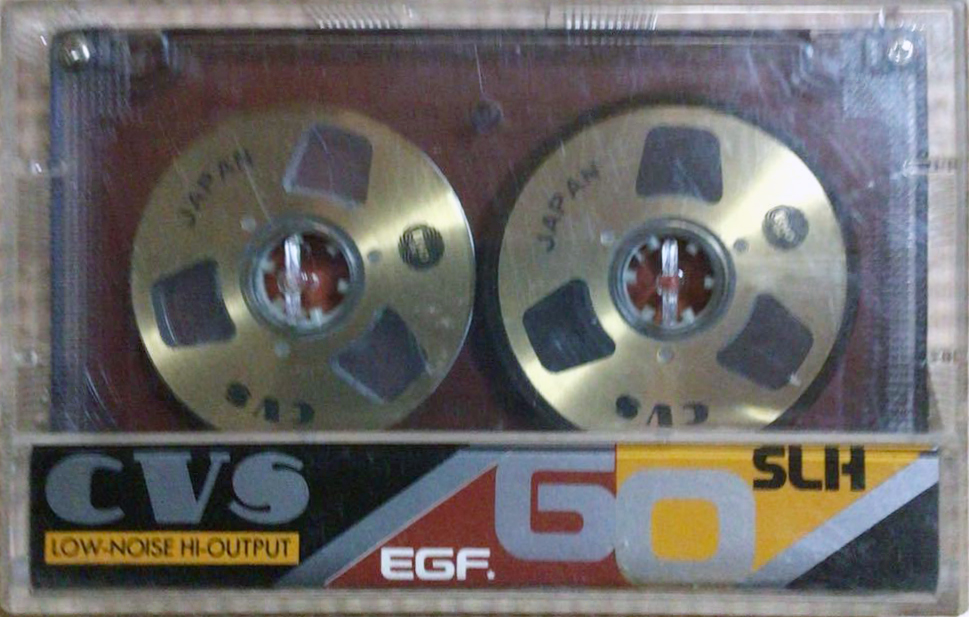 JAPAN
JAPAN
CVS
CVS
CVS
LOW-NOISE HI-OUTPUT
EGF.
60
SLH